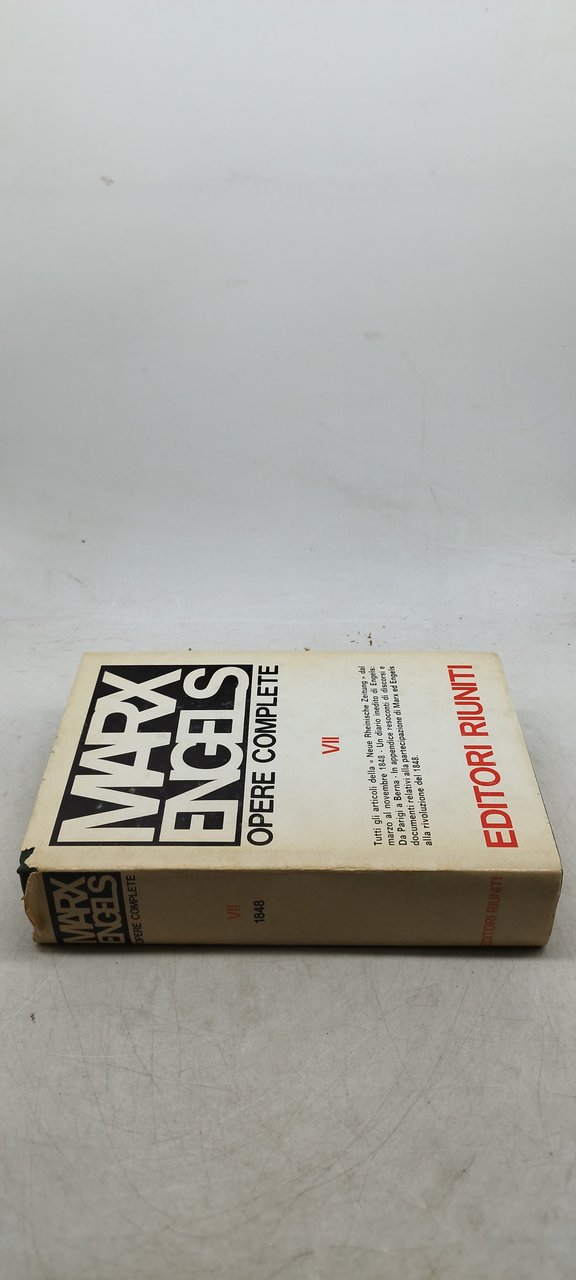 MARX
ENGELS
OPERE COMPLETE
VII
Tutti gli articoli della « Neue Rheinische Zeitung » dal
marzo al novembre 1848 - Un diario inedito di Engels:
Da Parigi a Berna - In appendice resoconti di discorsi e
documenti relativi alla partecipazione di Marx ed Engels
alla rivoluzione del 1848.
EDITORI RIUNITI
MARX
ENGELS
OPERE COMPLETE
VII
1848
EDITORI RIUNITI